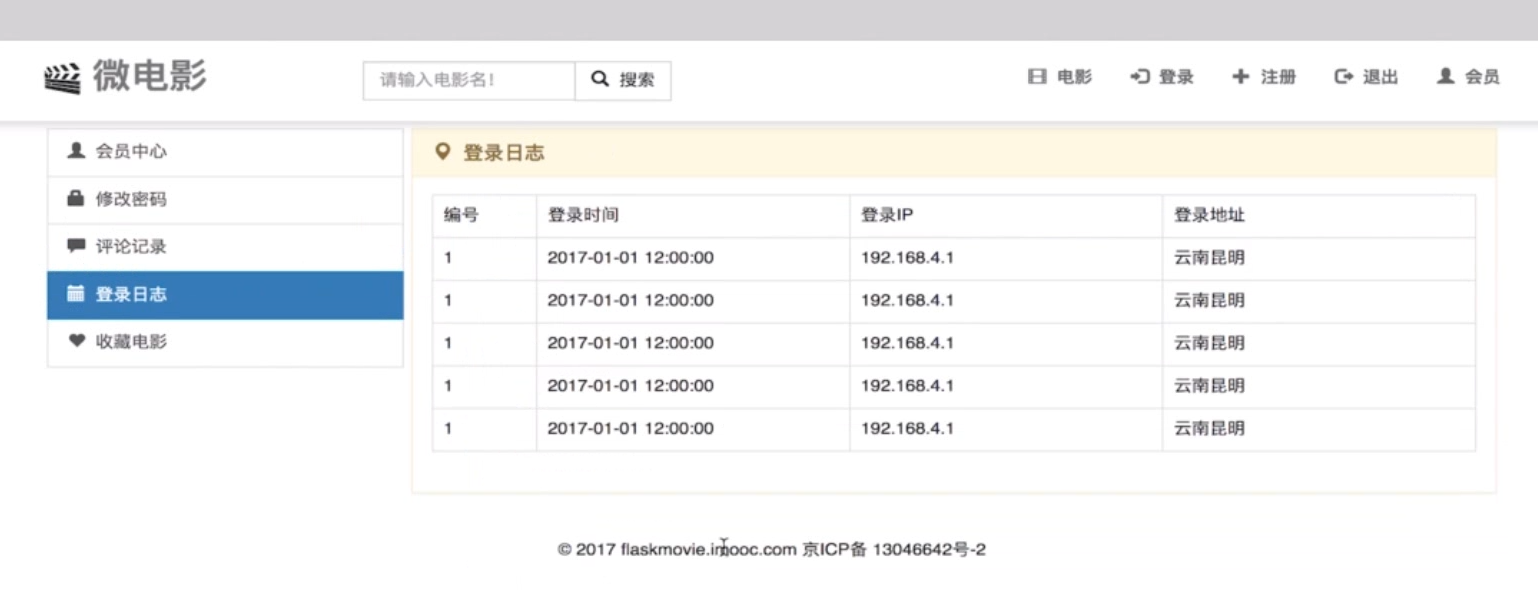 微电影
请输入电影名！ 搜索
电影 登录 注册 退出 会员
会员中心
修改密码
评论记录
登录日志
收藏电影
登录日志
编号 登录时间 登录IP 登录地址
1 2017-01-01 12:00:00 192.168.4.1 云南昆明
1 2017-01-01 12:00:00 192.168.4.1 云南昆明
1 2017-01-01 12:00:00 192.168.4.1 云南昆明
1 2017-01-01 12:00:00 192.168.4.1 云南昆明
1 2017-01-01 12:00:00 192.168.4.1 云南昆明
© 2017 flaskmovie.imooc.com 京ICP备 13046642号-2